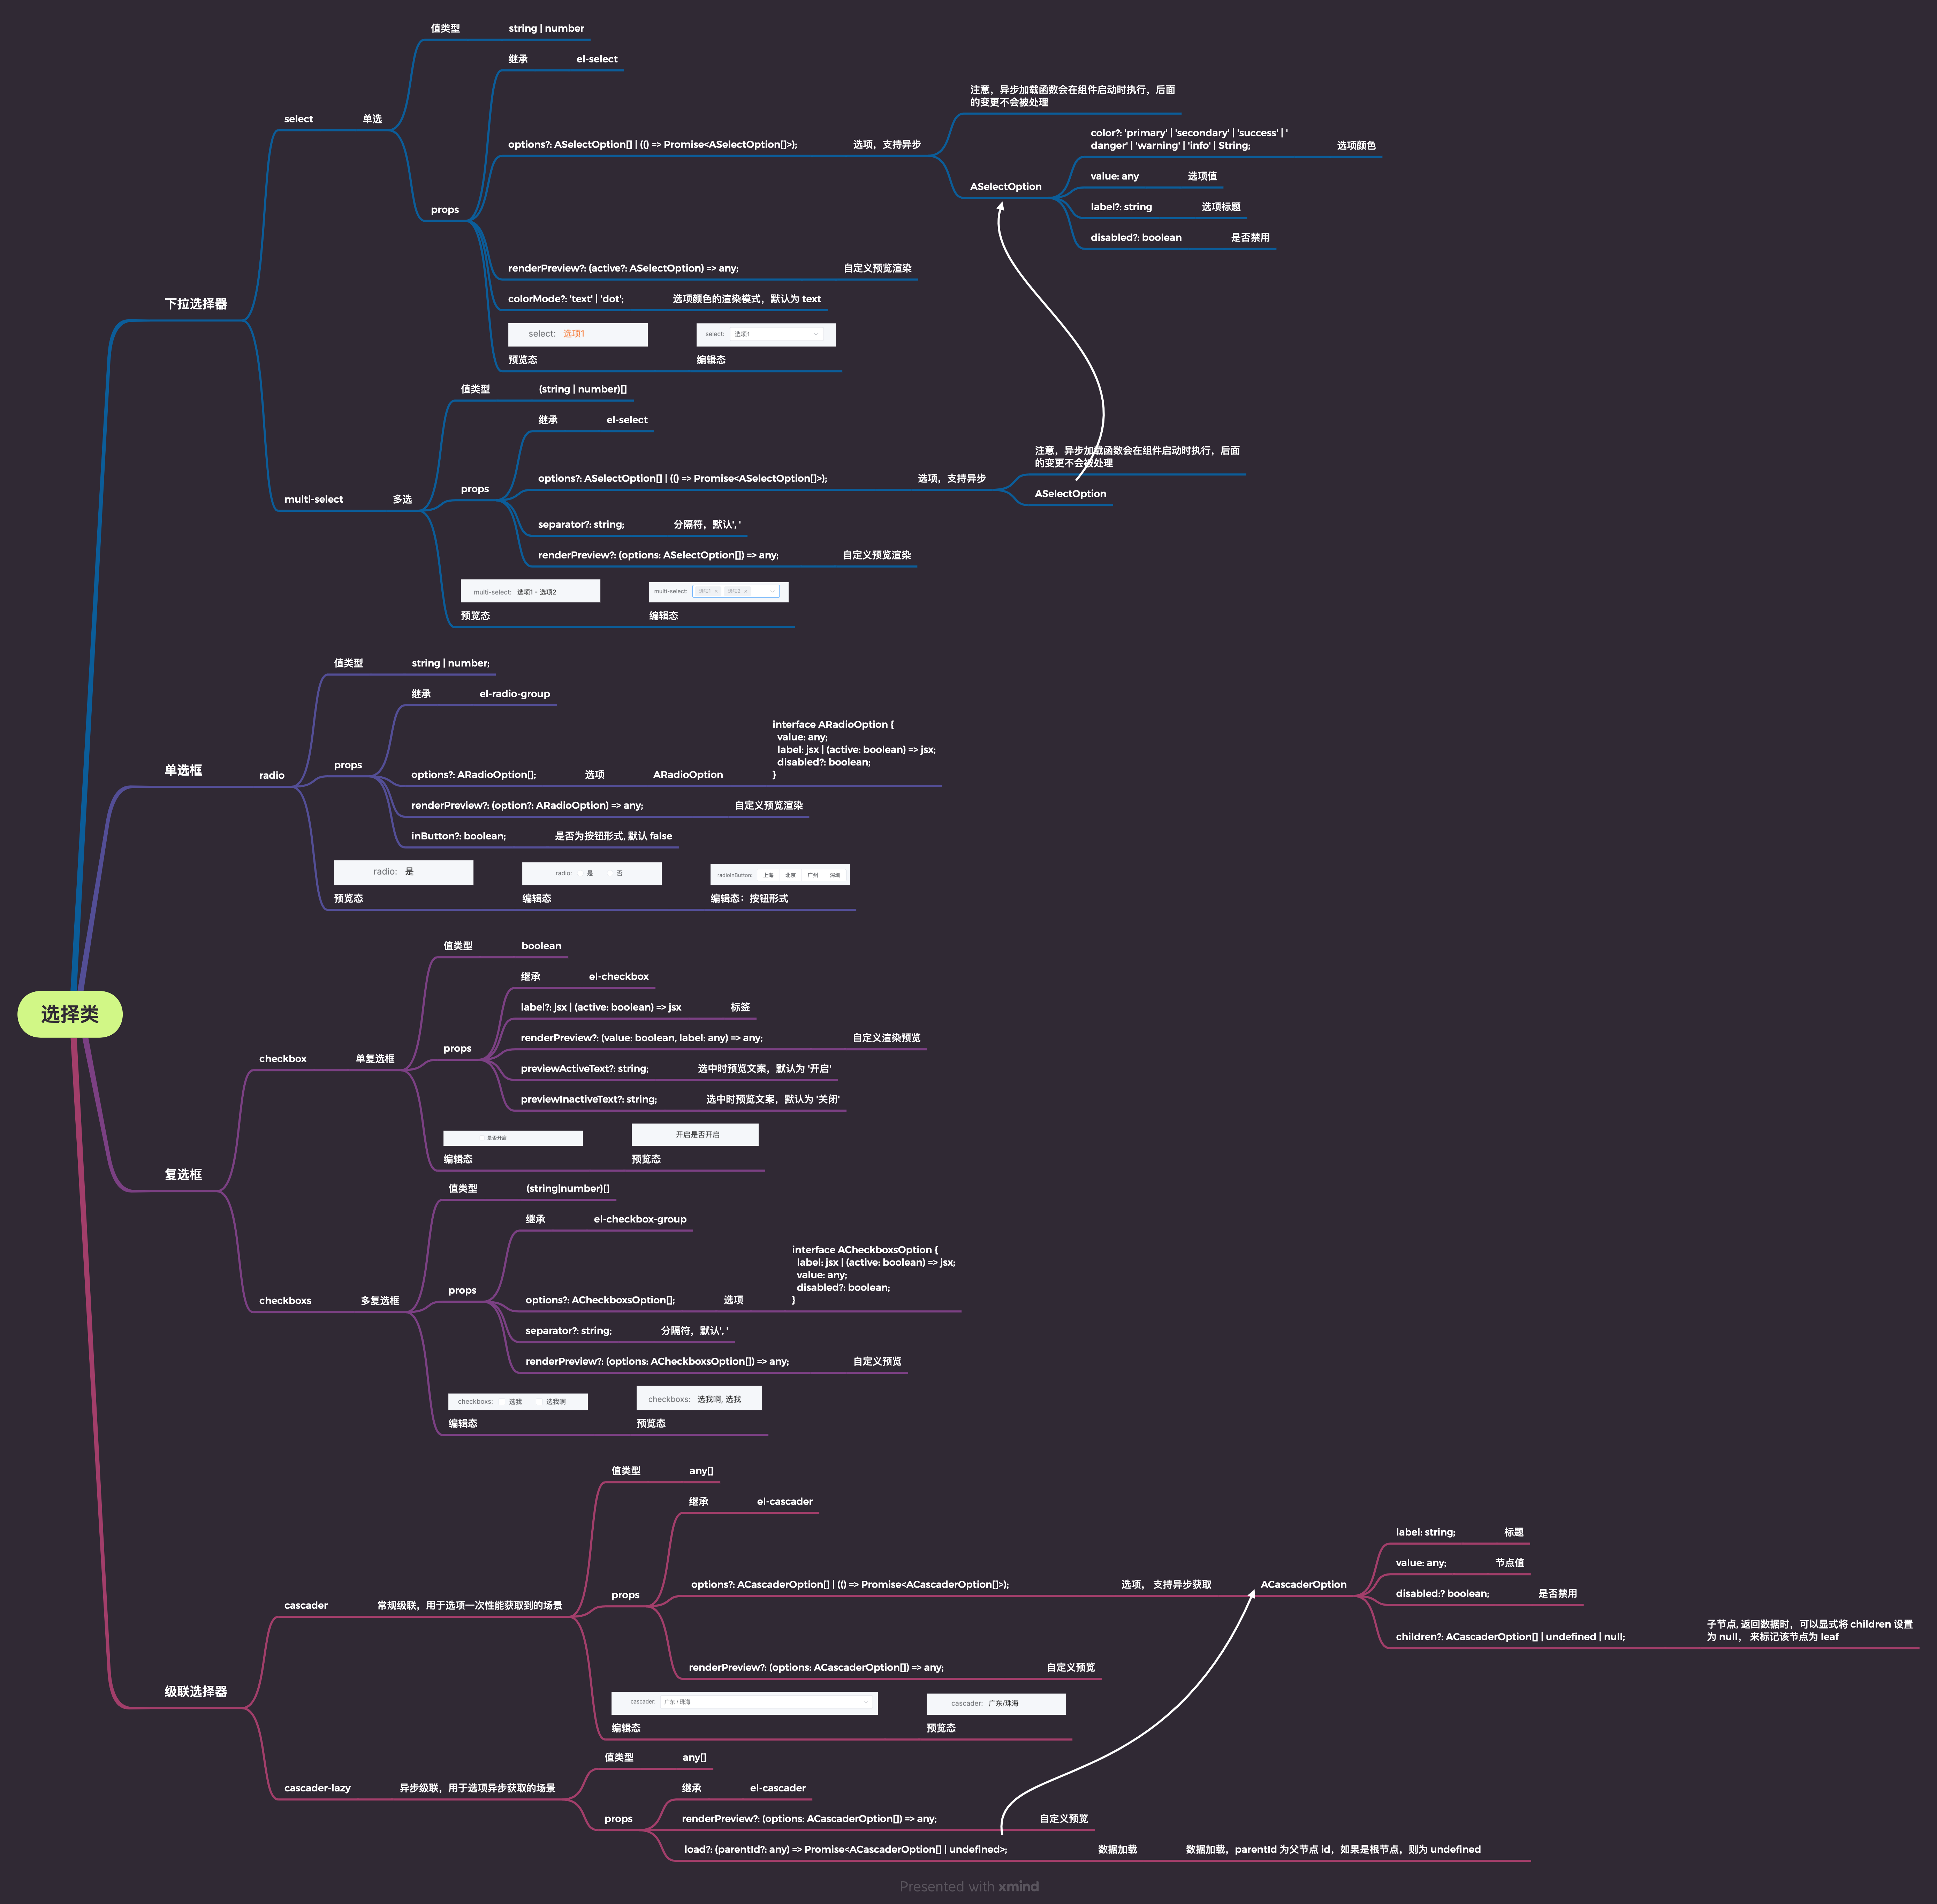 选择类
下拉选择器
select
单选
值类型
string | number
props
继承
el-select
options?: ASelectOption[] | (() => Promise<ASelectOption[]>);
选项，支持异步
注意，异步加载函数会在组件启动时执行，后面
的变更不会被处理
ASelectOption
color?: 'primary' | 'secondary' | 'success' | '
danger' | 'warning' | 'info' | String;
选项颜色
value: any
选项值
label?: string
选项标题
disabled?: boolean
是否禁用
renderPreview?: (active?: ASelectOption) => any;
自定义预览渲染
colorMode?: 'text' | 'dot';
选项颜色的渲染模式，默认为 text
select: 选项1
预览态
select: 选项1
编辑态
multi-select
多选
值类型
(string | number)[]
props
继承
el-select
options?: ASelectOption[] | (() => Promise<ASelectOption[]>);
选项，支持异步
注意，异步加载函数会在组件启动时执行，后面
的变更不会被处理
ASelectOption
separator?: string;
分隔符，默认', '
renderPreview?: (options: ASelectOption[]) => any;
自定义预览渲染
multi-select: 选项1 - 选项2
预览态
multi-select: 选项1 × 选项2 ×
编辑态
单选框
radio
值类型
string | number;
props
继承
el-radio-group
options?: ARadioOption[];
选项
ARadioOption
interface ARadioOption {
value: any;
label: jsx | (active: boolean) => jsx;
disabled?: boolean;
}
renderPreview?: (option?: ARadioOption) => any;
自定义预览渲染
inButton?: boolean;
是否为按钮形式, 默认 false
radio: 是
预览态
radio: 是 否
编辑态
radioInButton: 上海 北京 广州 深圳
编辑态：按钮形式
复选框
checkbox
单复选框
值类型
boolean
props
继承
el-checkbox
label?: jsx | (active: boolean) => jsx
标签
renderPreview?: (value: boolean, label: any) => any;
自定义渲染预览
previewActiveText?: string;
选中时预览文案，默认为 '开启'
previewInactiveText?: string;
选中时预览文案，默认为 '关闭'
是否开启
编辑态
开启是否开启
预览态
checkboxs
多复选框
值类型
(string|number)[]
props
继承
el-checkbox-group
options?: ACheckboxsOption[];
选项
interface ACheckboxsOption {
label: jsx | (active: boolean) => jsx;
value: any;
disabled?: boolean;
}
separator?: string;
分隔符，默认', '
renderPreview?: (options: ACheckboxsOption[]) => any;
自定义预览
checkboxs: 选我 选我啊
编辑态
checkboxs: 选我啊, 选我
预览态
级联选择器
cascader
常规级联，用于选项一次性能获取到的场景
值类型
any[]
props
继承
el-cascader
options?: ACascaderOption[] | (() => Promise<ACascaderOption[]>);
选项， 支持异步获取
ACascaderOption
label: string;
标题
value: any;
节点值
disabled:? boolean;
是否禁用
children?: ACascaderOption[] | undefined | null;
子节点, 返回数据时，可以显式将 children 设置
为 null， 来标记该节点为 leaf
renderPreview?: (options: ACascaderOption[]) => any;
自定义预览
cascader: 广东 / 珠海
编辑态
cascader: 广东/珠海
预览态
cascader-lazy
异步级联，用于选项异步获取的场景
值类型
any[]
props
继承
el-cascader
renderPreview?: (options: ACascaderOption[]) => any;
自定义预览
load?: (parentId?: any) => Promise<ACascaderOption[] | undefined>;
数据加载
数据加载，parentId 为父节点 id，如果是根节点，则为 undefined
Presented with xmind